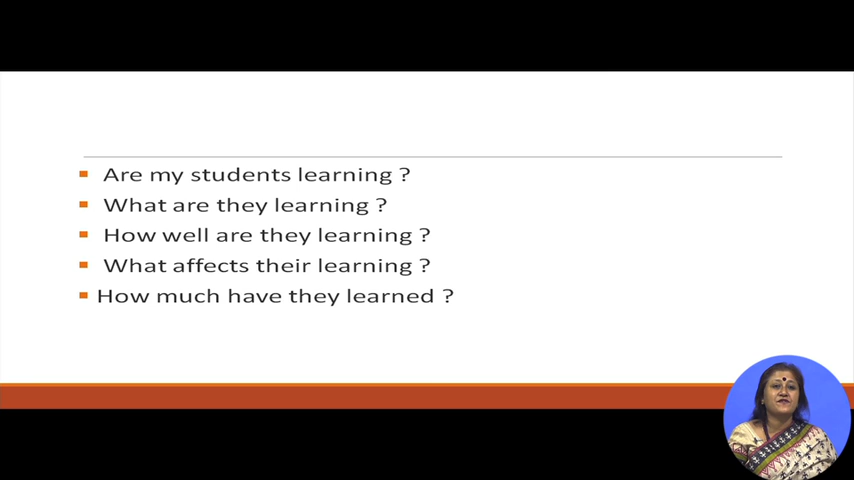 Are my students learning ?
What are they learning ?
How well are they learning ?
What affects their learning ?
How much have they learned ?